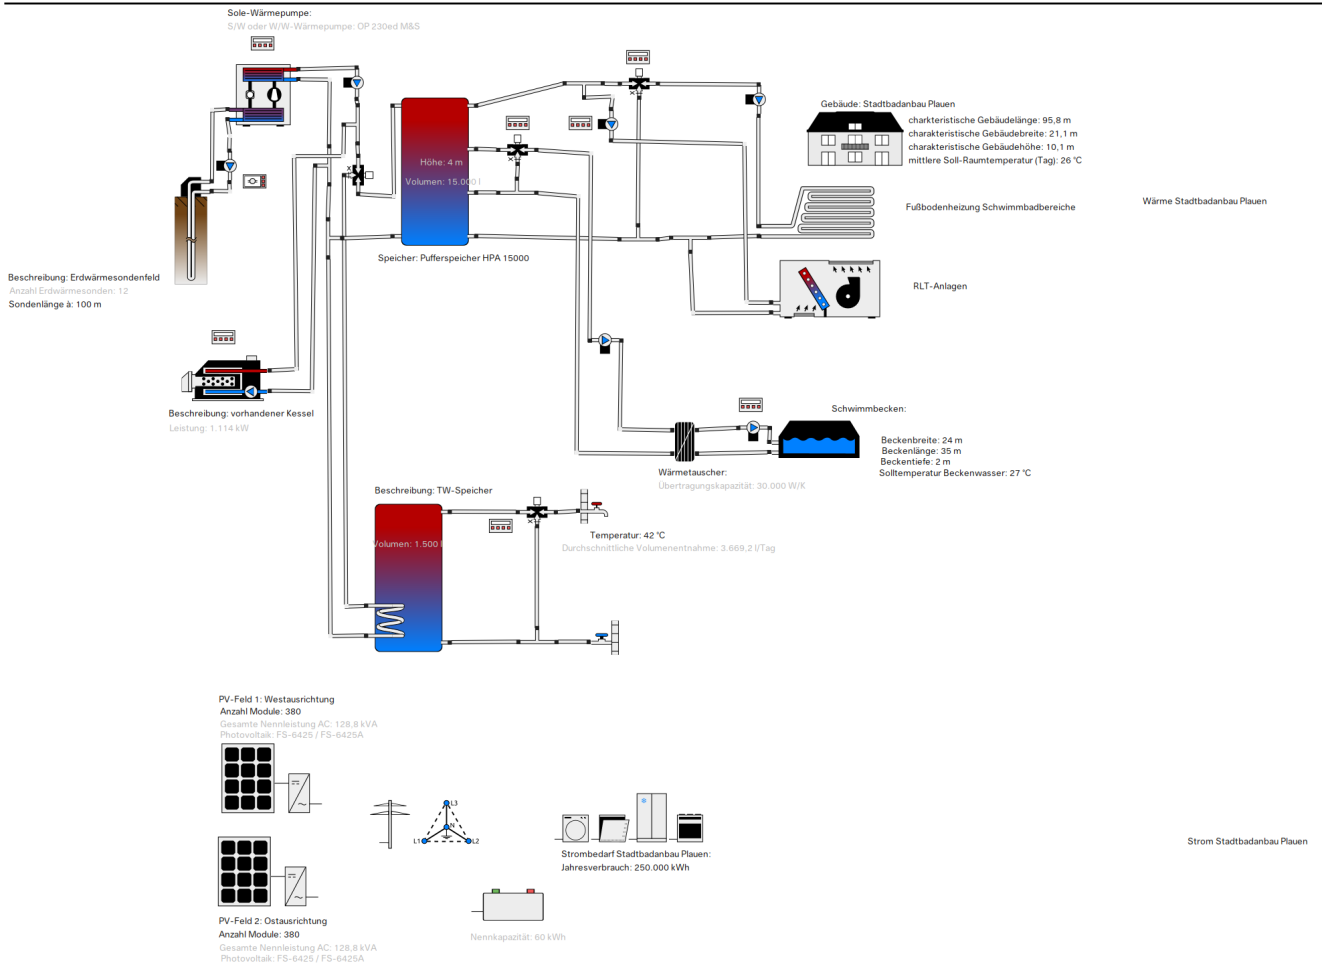 Sole-Wärmepumpe:
S/W oder W/W-Wärmepumpe: OP 230ed M&S
Gebäude: Stadtbadanbau Plauen
charkteristische Gebäudelänge: 95,8 m
charakteristische Gebäudebreite: 21,1 m
charakteristische Gebäudehöhe: 10,1 m
mittlere Soll-Raumtemperatur (Tag): 26 °C
Höhe: 4 m
Volumen: 15.000 l
Fußbodenheizung Schwimmbadbereiche
Wärme Stadtbadanbau Plauen
Speicher: Pufferspeicher HPA 15000
Beschreibung: Erdwärmesondenfeld
Anzahl Erdwärmesonden: 12
Sondenlänge à: 100 m
RLT-Anlagen
Beschreibung: vorhandener Kessel
Leistung: 1.114 kW
Schwimmbecken:
Beckenbreite: 24 m
Beckenlänge: 35 m
Beckentiefe: 2 m
Solltemperatur Beckenwasser: 27 °C
Wärmetauscher:
Übertragungskapazität: 30.000 W/K
Beschreibung: TW-Speicher
Volumen: 1.500 l
Temperatur: 42 °C
Durchschnittliche Volumenentnahme: 3.669,2 l/Tag
PV-Feld 1: Westausrichtung
Anzahl Module: 380
Gesamte Nennleistung AC: 128,8 kVA
Photovoltaik: FS-6425 / FS-6425A
L3
N
L1
L2
Strombedarf Stadtbadanbau Plauen:
Jahresverbrauch: 250.000 kWh
Strom Stadtbadanbau Plauen
PV-Feld 2: Ostausrichtung
Anzahl Module: 380
Gesamte Nennleistung AC: 128,8 kVA
Photovoltaik: FS-6425 / FS-6425A
Nennkapazität: 60 kWh